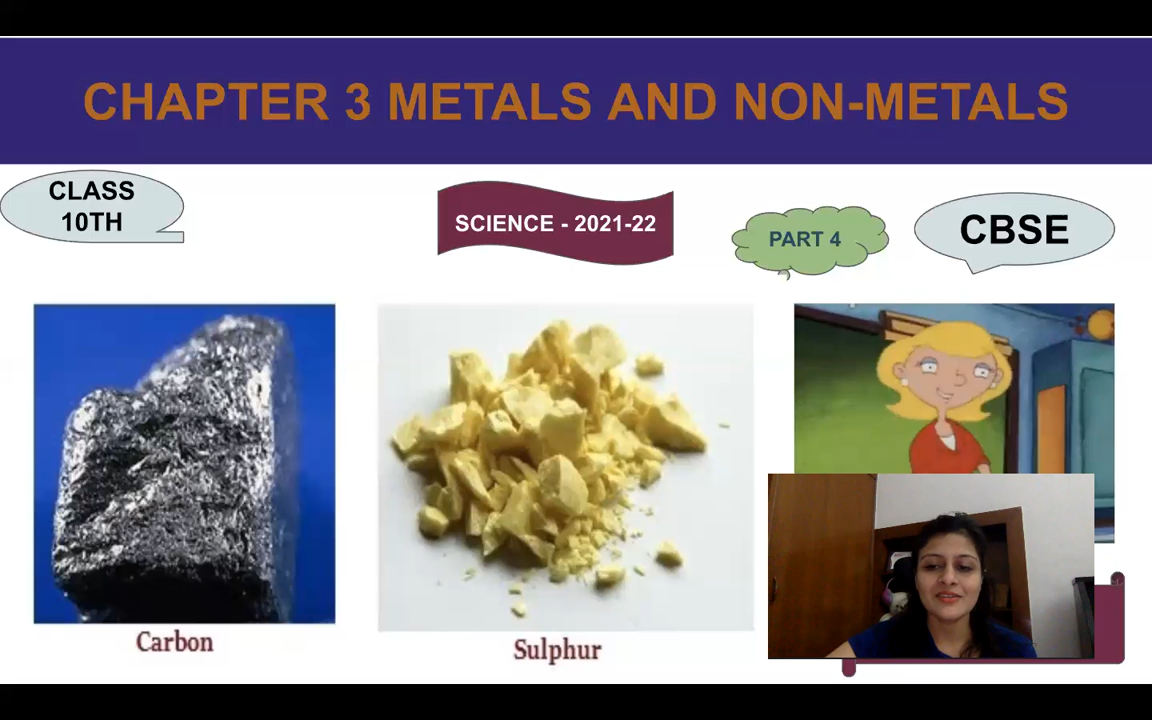 CHAPTER 3 METALS AND NON-METALS
CLASS
10TH
SCIENCE - 2021-22
PART 4
CBSE
Carbon
Sulphur